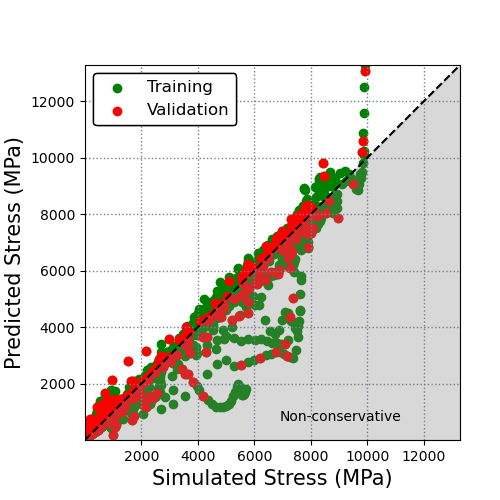 Training
Validation
12000
10000
8000
6000
4000
2000
Predicted Stress (MPa)
Non-conservative
2000 4000 6000 8000 10000 12000
Simulated Stress (MPa)